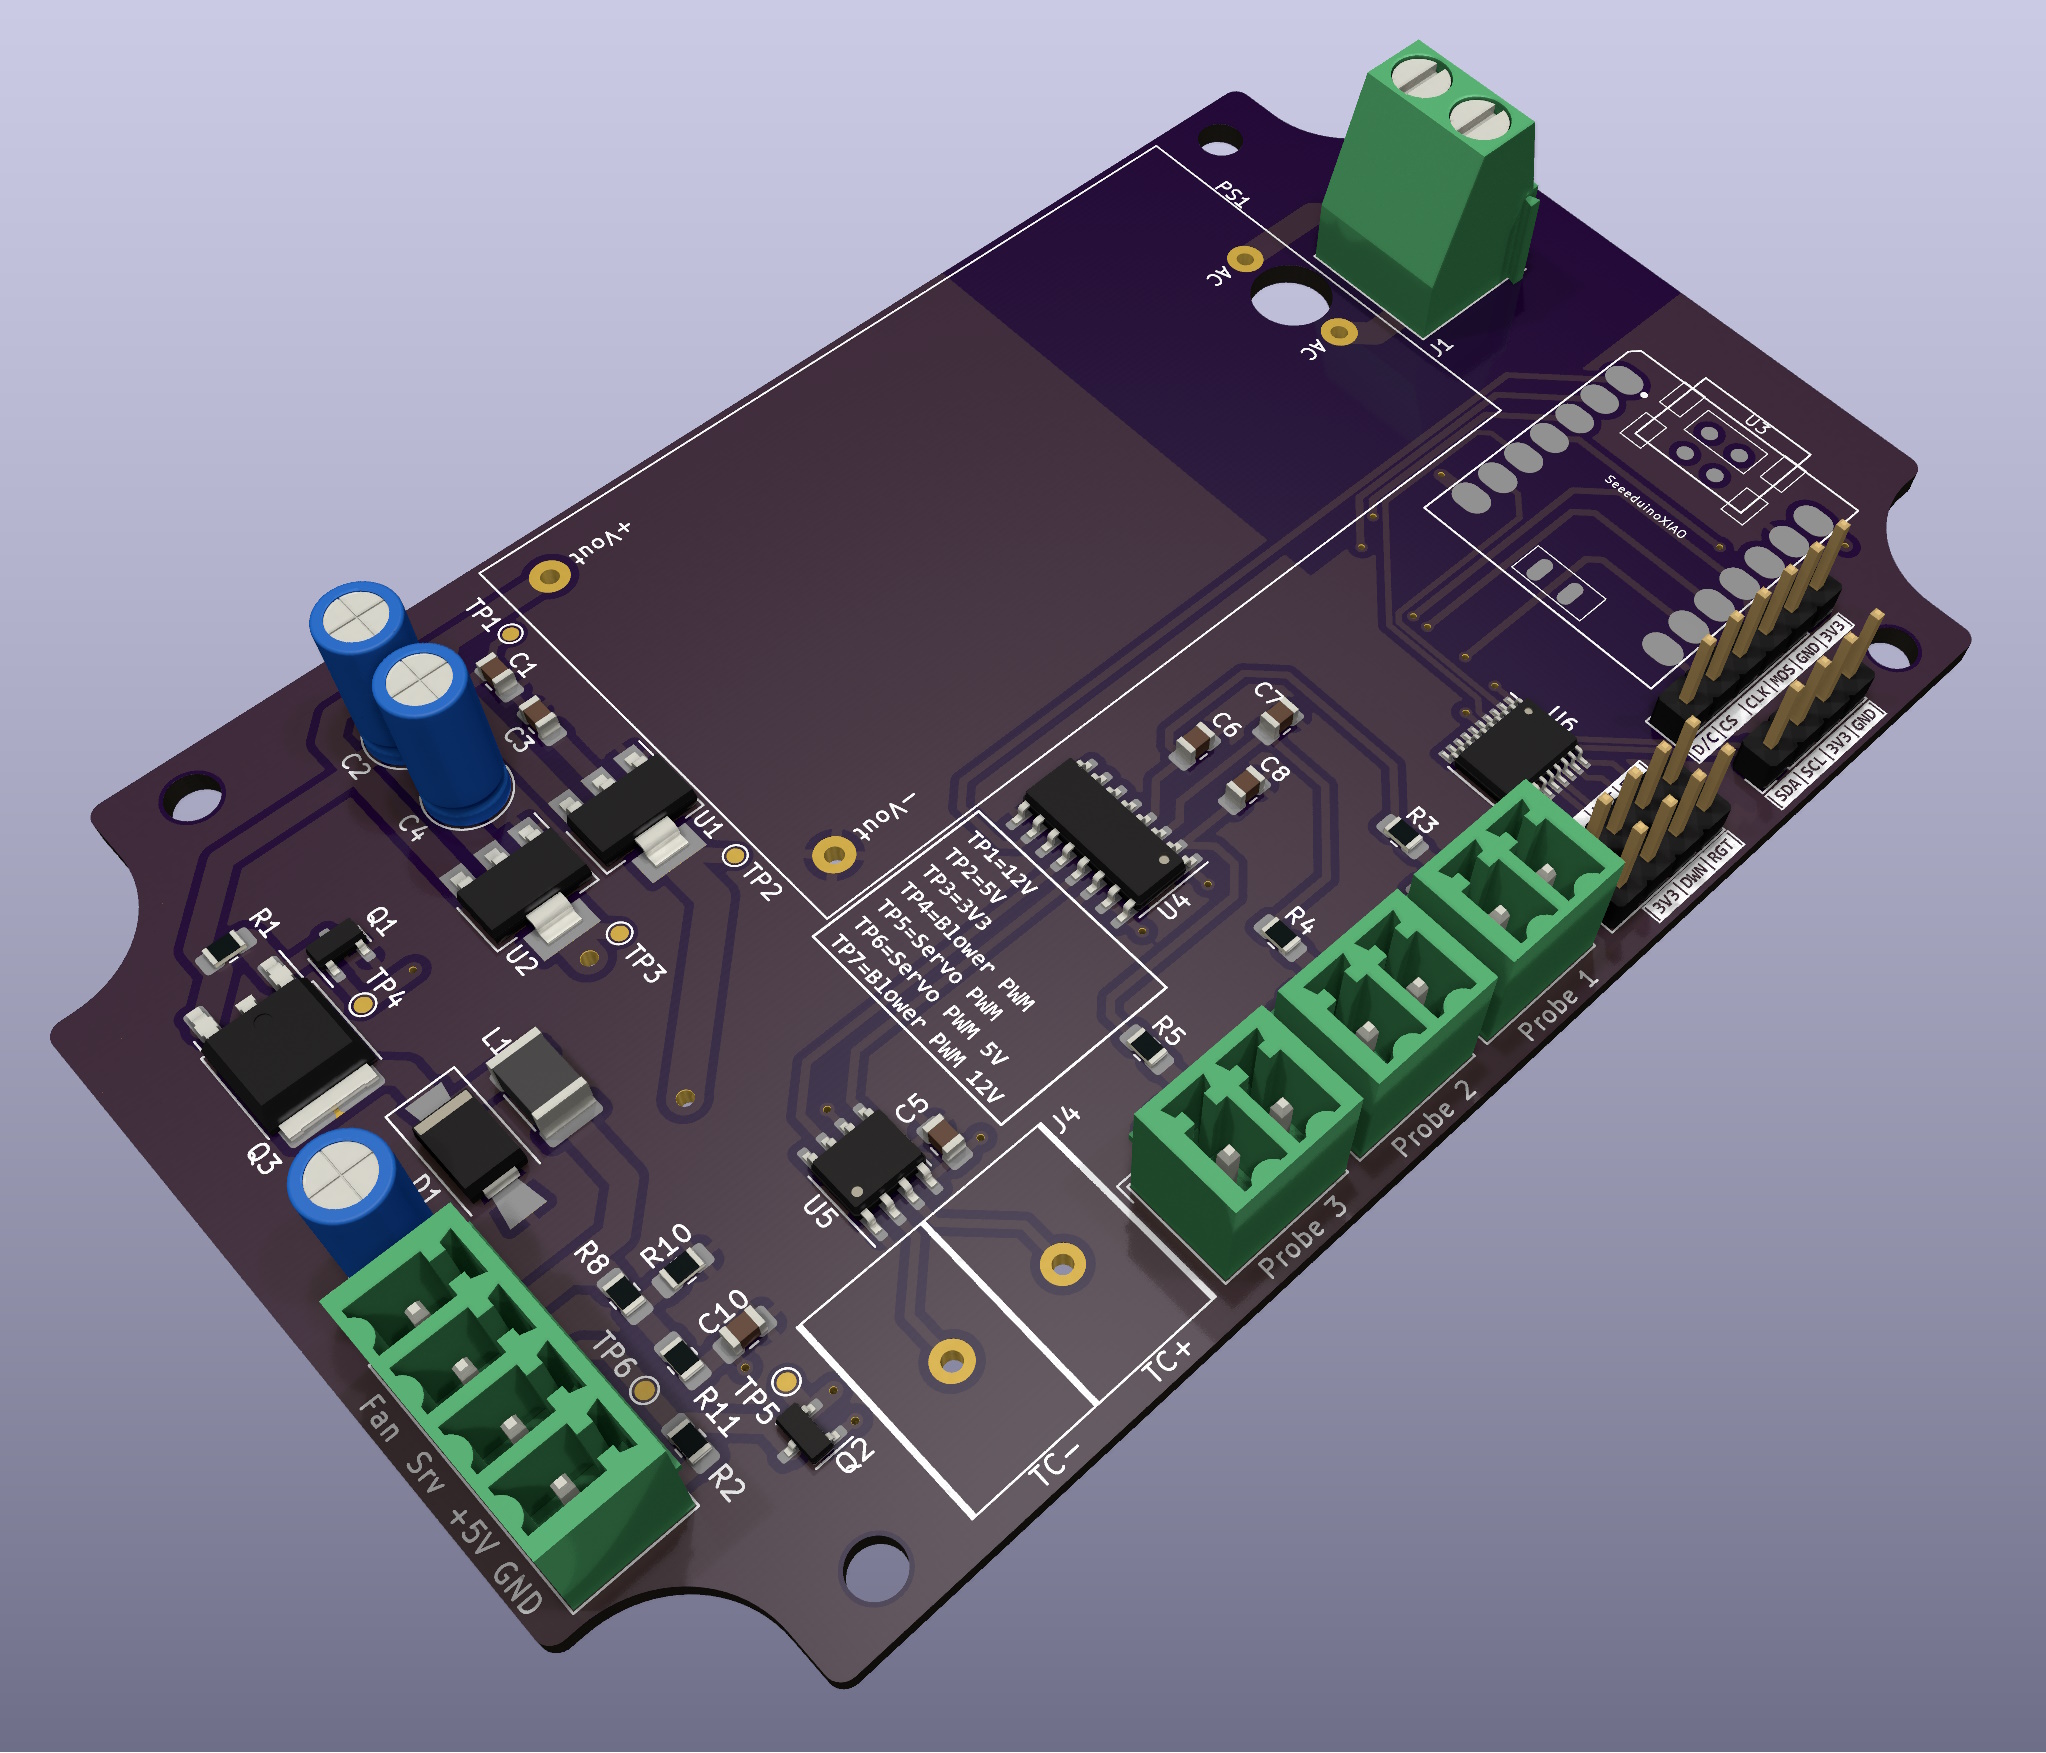 PS1
AC
AC
J1
U3
SeeeduinoXIAO
+Vout
TP1
C1
C3
C2
C4
U1
TP2
-Vout
U2
TP3
R1
Q1
TP4
Q3
L1
D1
C7
C6
C8
U6
R3
R4
R5
U4
D/C|CS |CLK|MOS|GND|3V3
SDA|SCL|3V3|GND
3V3|DWN|RGT
TP1=12V
TP2=5V
TP3=3V3
TP4=Blower PWM
TP5=Servo PWM
TP6=Servo PWM 5V
TP7=Blower PWM 12V
Probe 1
Probe 2
Probe 3
J4
C5
U5
R8
R10
C10
TP6
R11
TP5
R2
Q2
TC+
TC-
Fan Srv +5V GND